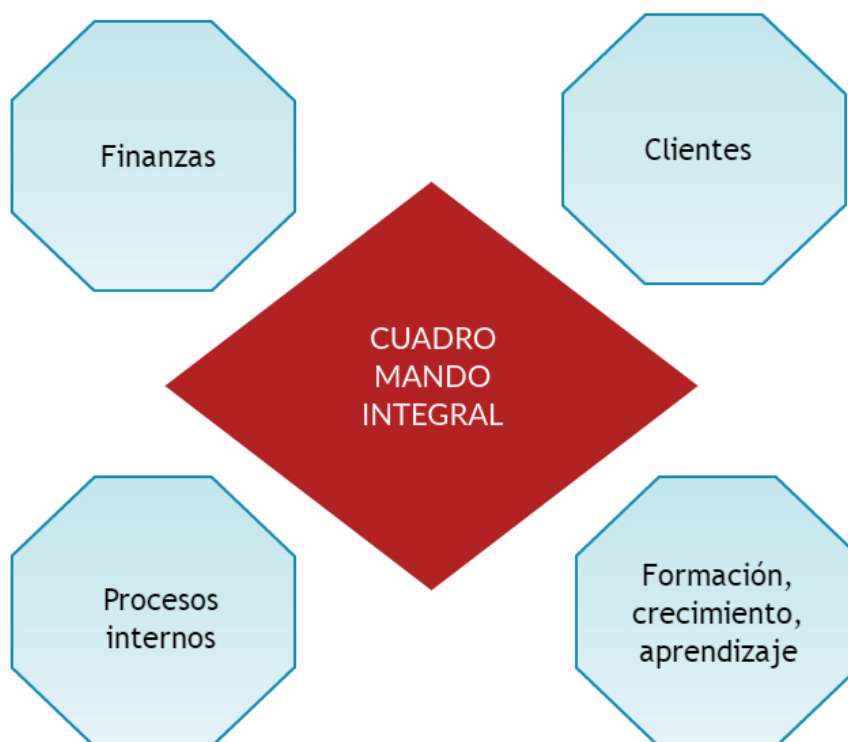 Finanzas
Clientes
CUADRO
MANDO
INTEGRAL
Procesos
internos
Formación,
crecimiento,
aprendizaje